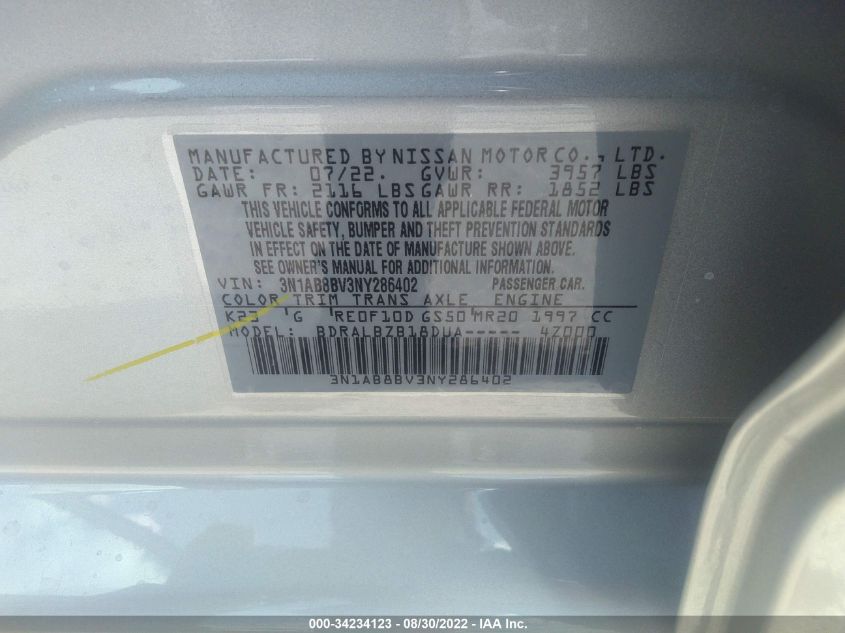 MANUFACTURED BY NISSAN MOTOR CO., LTD.
DATE: 07/22. GVWR: 3957 LBS
GAWR FR: 2116 LBS GAWR RR: 1852 LBS
THIS VEHICLE CONFORMS TO ALL APPLICABLE FEDERAL MOTOR
VEHICLE SAFETY, BUMPER AND THEFT PREVENTION STANDARDS
IN EFFECT ON THE DATE OF MANUFACTURE SHOWN ABOVE.
SEE OWNER'S MANUAL FOR ADDITIONAL INFORMATION.
VIN: 3N1AB8BV3NY286402 PASSENGER CAR.
COLOR TRIM TRANS AXLE ENGINE
K23 'G 'RE0F10D GS50 'MR20 1997 CC
MODEL: BDRALBZB18DUA----- 4Z000
3N1AB8BV3NY286402
000-34234123 - 08/30/2022 - IAA Inc.